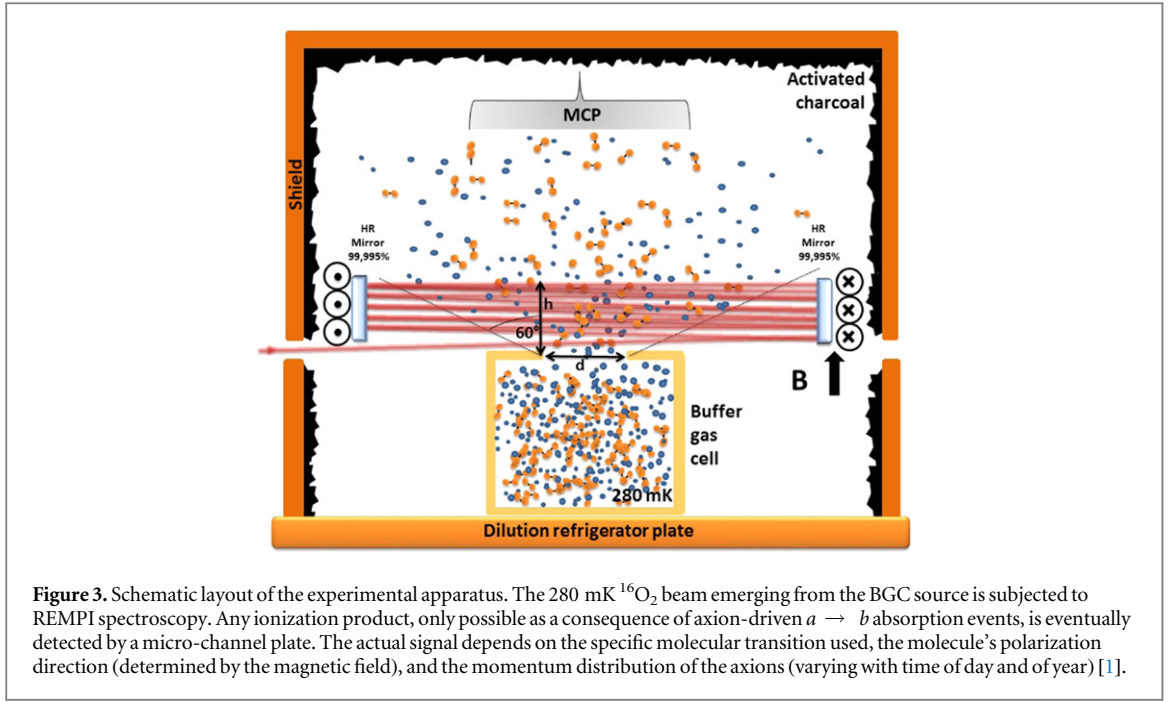 Activated
charcoal
MCP
Shield
HR
Mirror
99,995%
HR
Mirror
99,995%
h
60°
d
B
Buffer
gas
cell
280 mK
Dilution refrigerator plate
Figure 3. Schematic layout of the experimental apparatus. The 280 mK ¹⁶O₂ beam emerging from the BGC source is subjected to
REMPI spectroscopy. Any ionization product, only possible as a consequence of axion-driven a → b absorption events, is eventually
detected by a micro-channel plate. The actual signal depends on the specific molecular transition used, the molecule's polarization
direction (determined by the magnetic field), and the momentum distribution of the axions (varying with time of day and of year) [1].